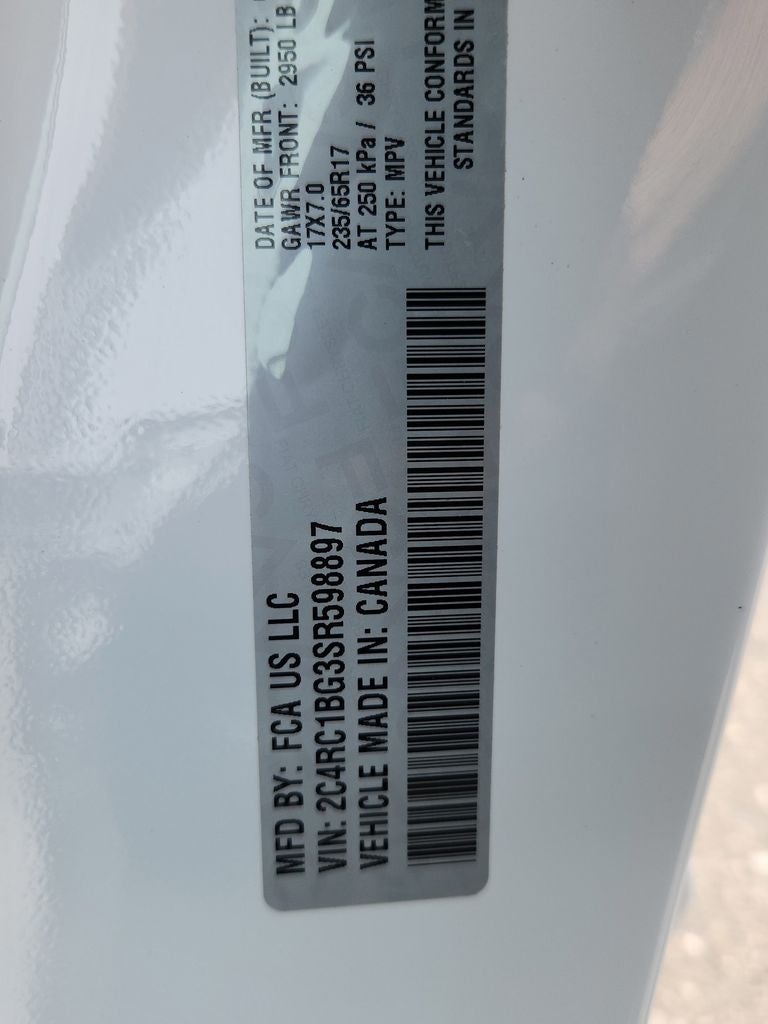 MFD BY: FCA US LLC
VIN: 2C4RC1BG3SR598897
VEHICLE MADE IN: CANADA
DATE OF MFR (BUILT):
GAWR FRONT: 2950 LB
17X7.0
235/65R17
AT 250 kPa / 36 PSI
TYPE: MPV
THIS VEHICLE CONFORM
STANDARDS IN